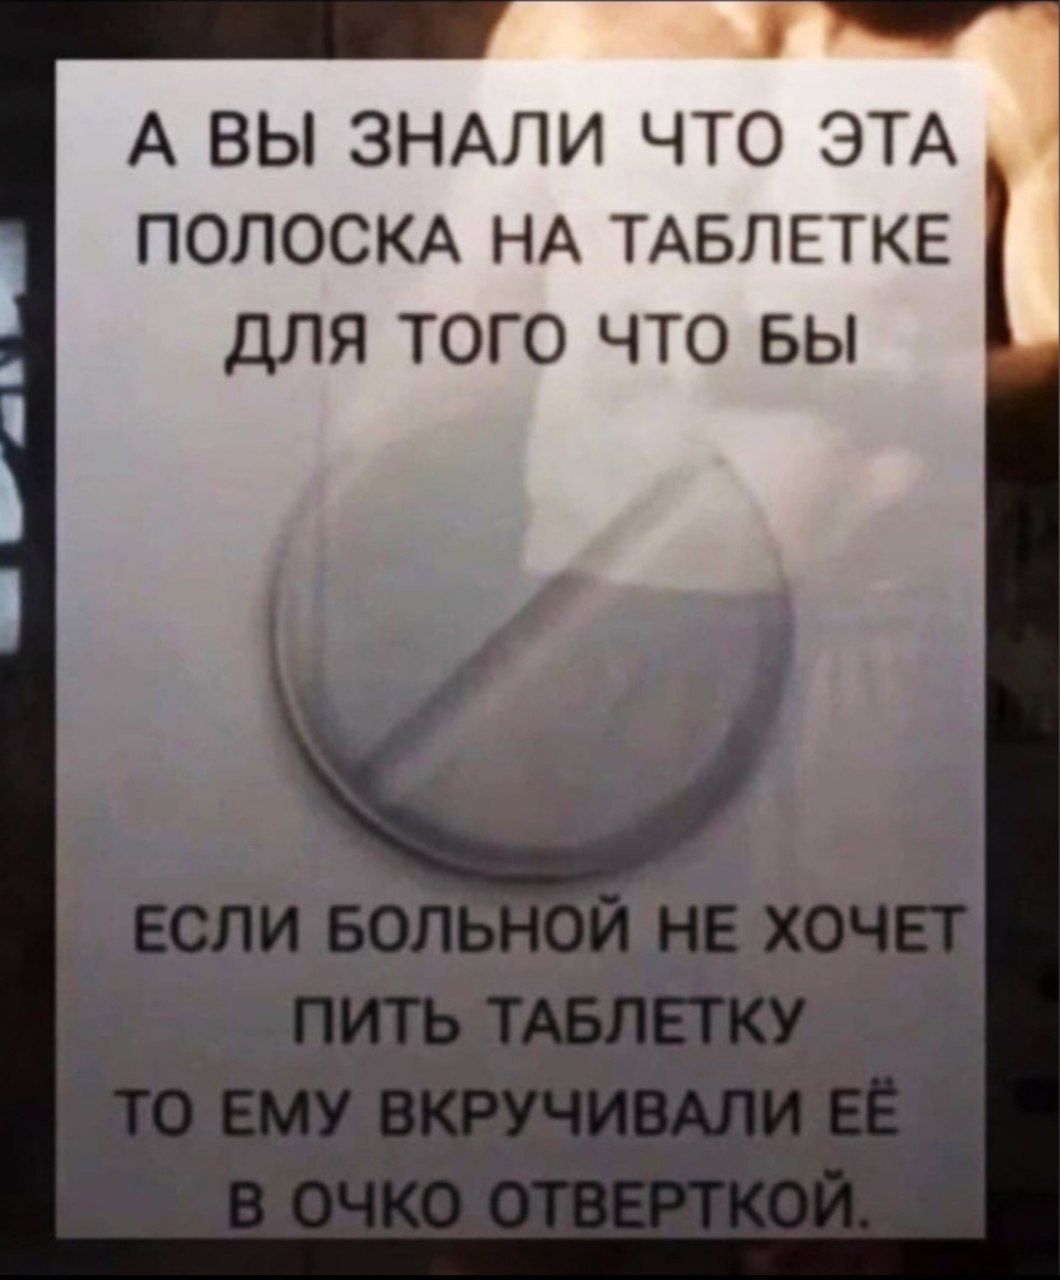 А ВЫ ЗНАЛИ ЧТО ЭТА
ПОЛОСКА НА ТАБЛЕТКЕ
ДЛЯ ТОГО ЧТО БЫ
ЕСЛИ БОЛЬНОЙ НЕ ХОЧЕТ
ПИТЬ ТАБЛЕТКУ
ТО ЕМУ ВКРУЧИВАЛИ ЕЁ
В ОЧКО ОТВЕРТКОЙ.